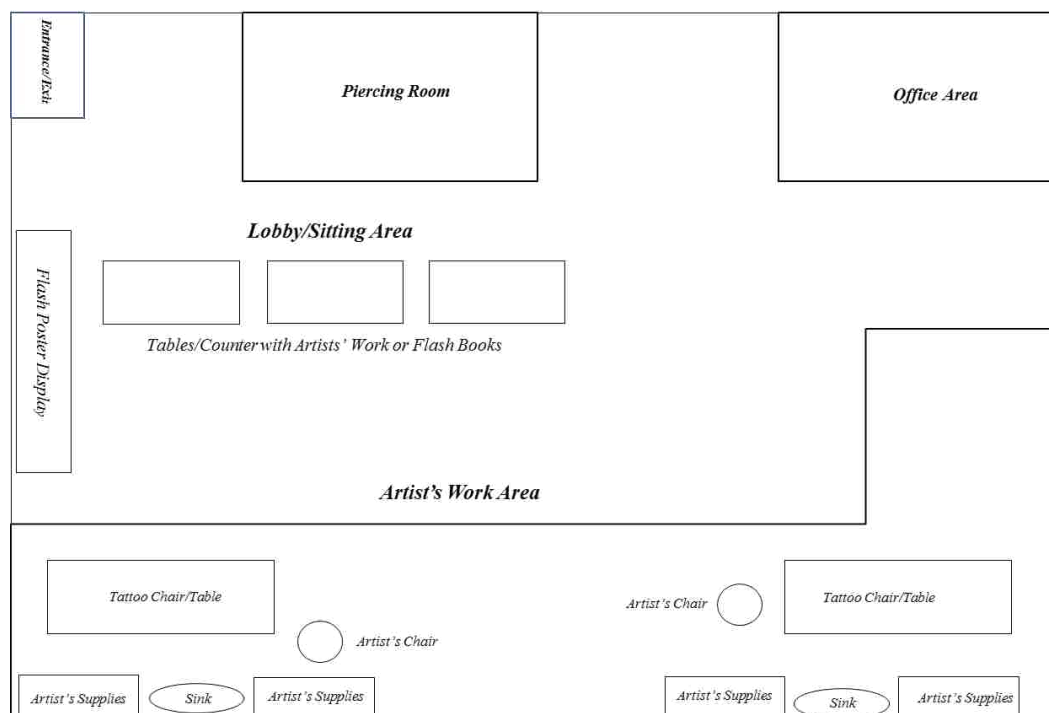 Entrance/Exit
Piercing Room
Office Area
Lobby/Sitting Area
Flash Poster Display
Tables/Counter with Artists' Work or Flash Books
Artist's Work Area
Tattoo Chair/Table
Artist's Chair
Tattoo Chair/Table
Artist's Chair
Artist's Supplies
Sink
Artist's Supplies
Artist's Supplies
Sink
Artist's Supplies